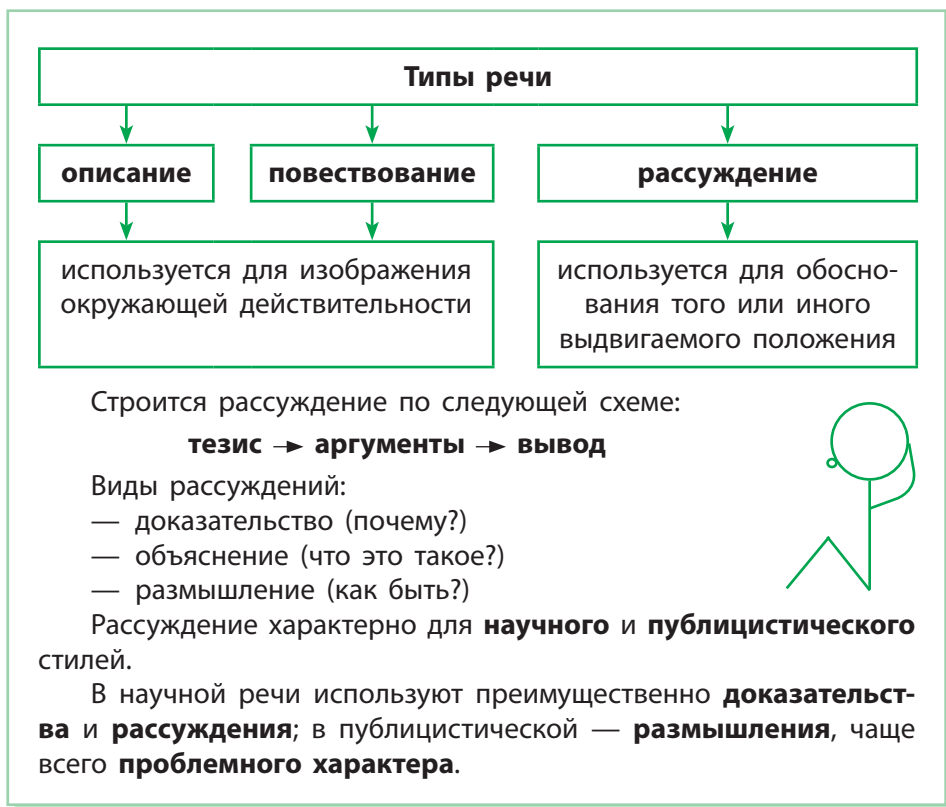 Типы речи
описание
повествование
рассуждение
используется для изображения
окружающей действительности
используется для обосно-
вания того или иного
выдвигаемого положения
Строится рассуждение по следующей схеме:
тезис → аргументы → вывод
Виды рассуждений:
— доказательство (почему?)
— объяснение (что это такое?)
— размышление (как быть?)
Рассуждение характерно для научного и публицистического
стилей.
В научной речи используют преимущественно доказательст-
ва и рассуждения; в публицистической — размышления, чаще
всего проблемного характера.